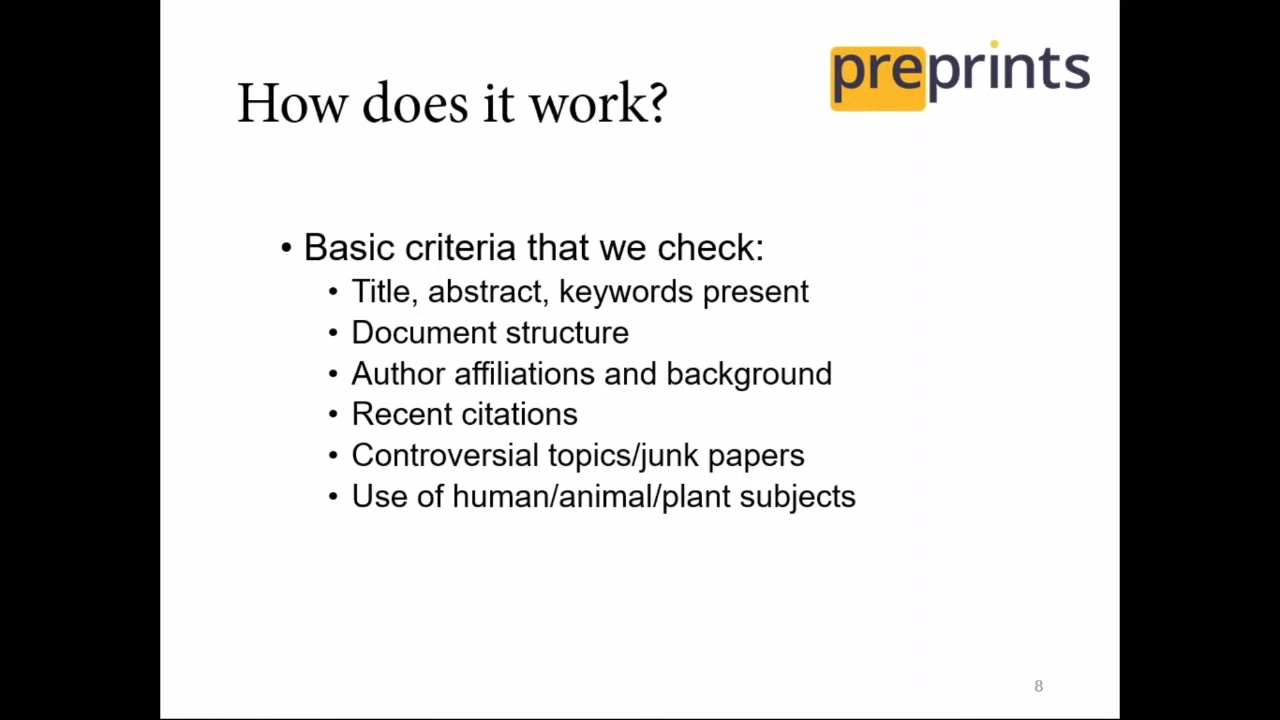 preprints
How does it work?
• Basic criteria that we check:
• Title, abstract, keywords present
• Document structure
• Author affiliations and background
• Recent citations
• Controversial topics/junk papers
• Use of human/animal/plant subjects
8